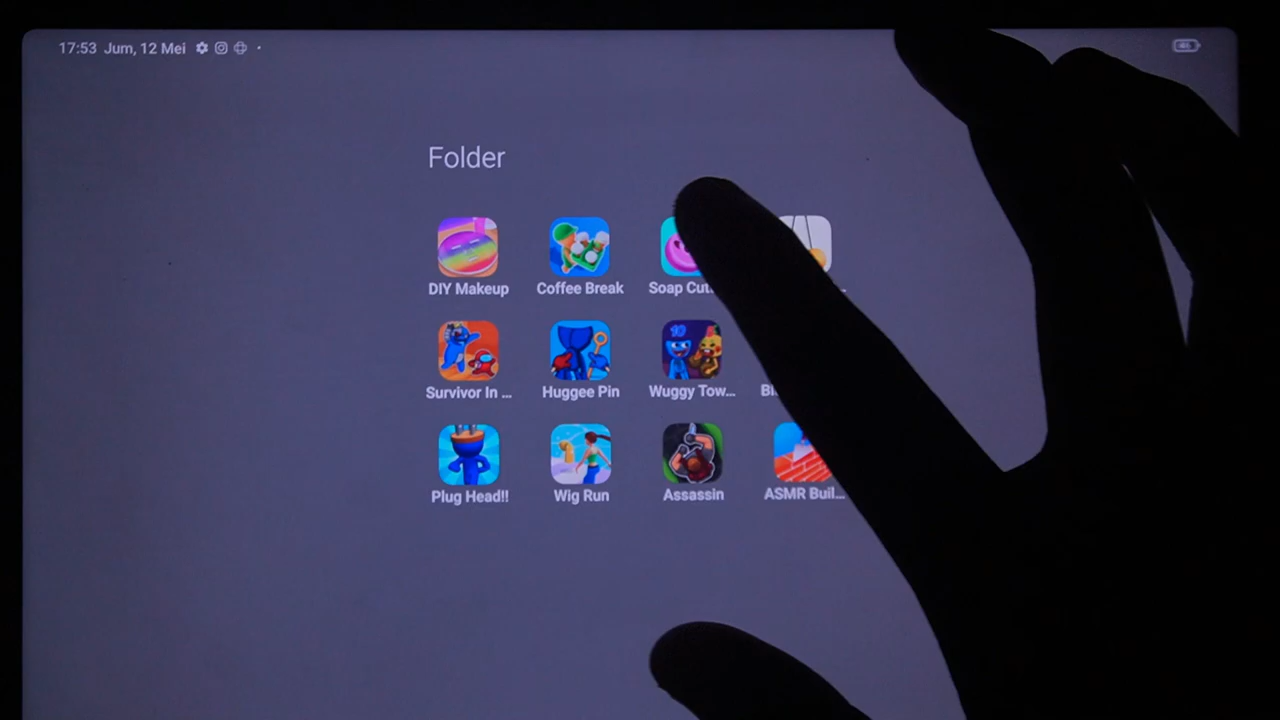 17:53 Jum, 12 Mei
Folder
DIY Makeup
Coffee Break
Soap
Survivor In ...
Huggee Pin
Wuggy Tow...
Plug Head!!
Wig Run
Assassin
ASMR Buil...